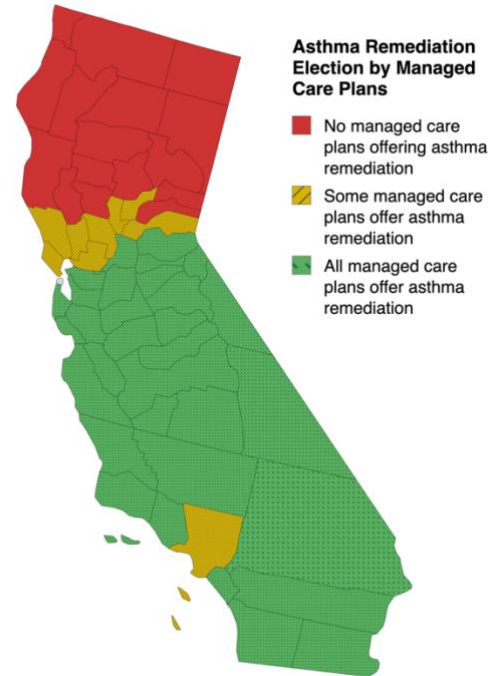 Asthma Remediation
Election by Managed
Care Plans
No managed care
plans offering asthma
remediation
Some managed care
plans offer asthma
remediation
All managed care
plans offer asthma
remediation